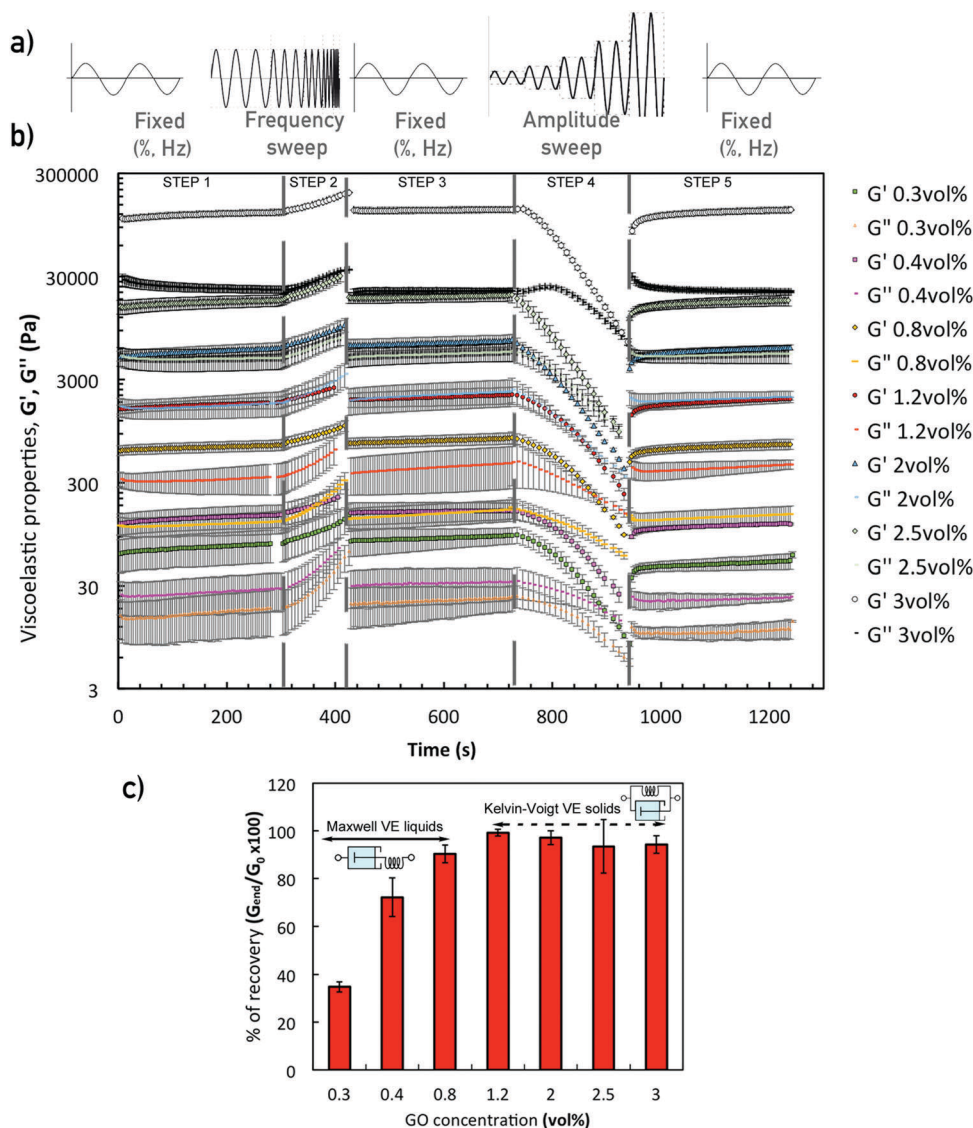 a)
Fixed
(%, Hz)
Frequency
sweep
Fixed
(%, Hz)
Amplitude
sweep
Fixed
(%, Hz)
b)
STEP 1
STEP 2
STEP 3
STEP 4
STEP 5
Viscoelastic properties, G', G'' (Pa)
300000
30000
3000
300
30
3
0
200
400
600
800
1000
1200
Time (s)
G' 0.3vol%
G'' 0.3vol%
G' 0.4vol%
G'' 0.4vol%
G' 0.8vol%
G'' 0.8vol%
G' 1.2vol%
G'' 1.2vol%
G' 2vol%
G'' 2vol%
G' 2.5vol%
G'' 2.5vol%
G' 3vol%
G'' 3vol%
c)
% of recovery (Gend/G0 x100)
120
100
80
60
40
20
0
Maxwell VE liquids
Kelvin-Voigt VE solids
0.3
0.4
0.8
1.2
2
2.5
3
GO concentration (vol%)